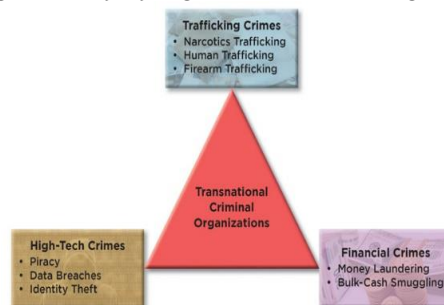 Trafficking Crimes
• Narcotics Trafficking
• Human Trafficking
• Firearm Trafficking
Transnational
Criminal
Organizations
High-Tech Crimes
• Piracy
• Data Breaches
• Identity Theft
Financial Crimes
• Money Laundering
• Bulk-Cash Smuggling